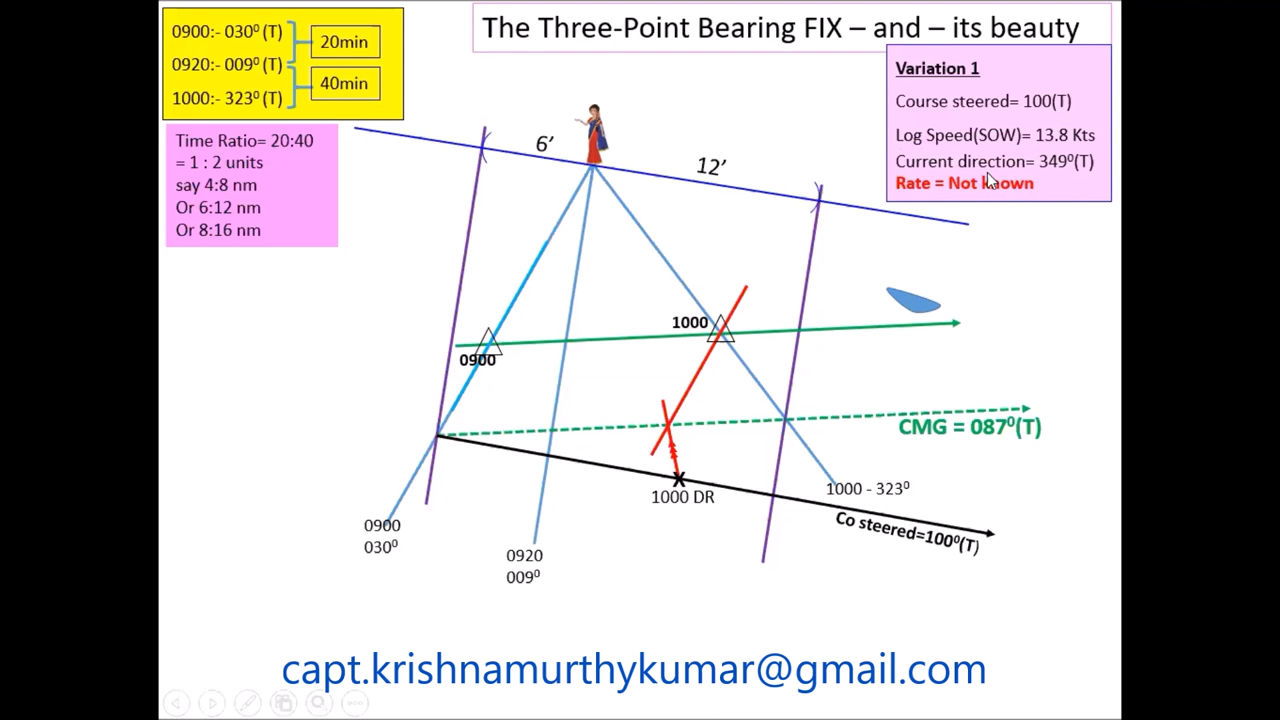 The Three-Point Bearing FIX – and – its beauty
0900:- 030⁰ (T)
20min
0920:- 009⁰ (T)
40min
1000:- 323⁰ (T)
Time Ratio= 20:40
= 1 : 2 units
say 4:8 nm
Or 6:12 nm
Or 8:16 nm
Variation 1
Course steered= 100(T)
Log Speed(SOW)= 13.8 Kts
Current direction= 349⁰(T)
Rate = Not known
6’
12’
1000
0900
CMG = 087⁰(T)
1000 DR
1000 - 323⁰
Co steered=100⁰(T)
0900
030⁰
0920
009⁰
capt.krishnamurthykumar@gmail.com